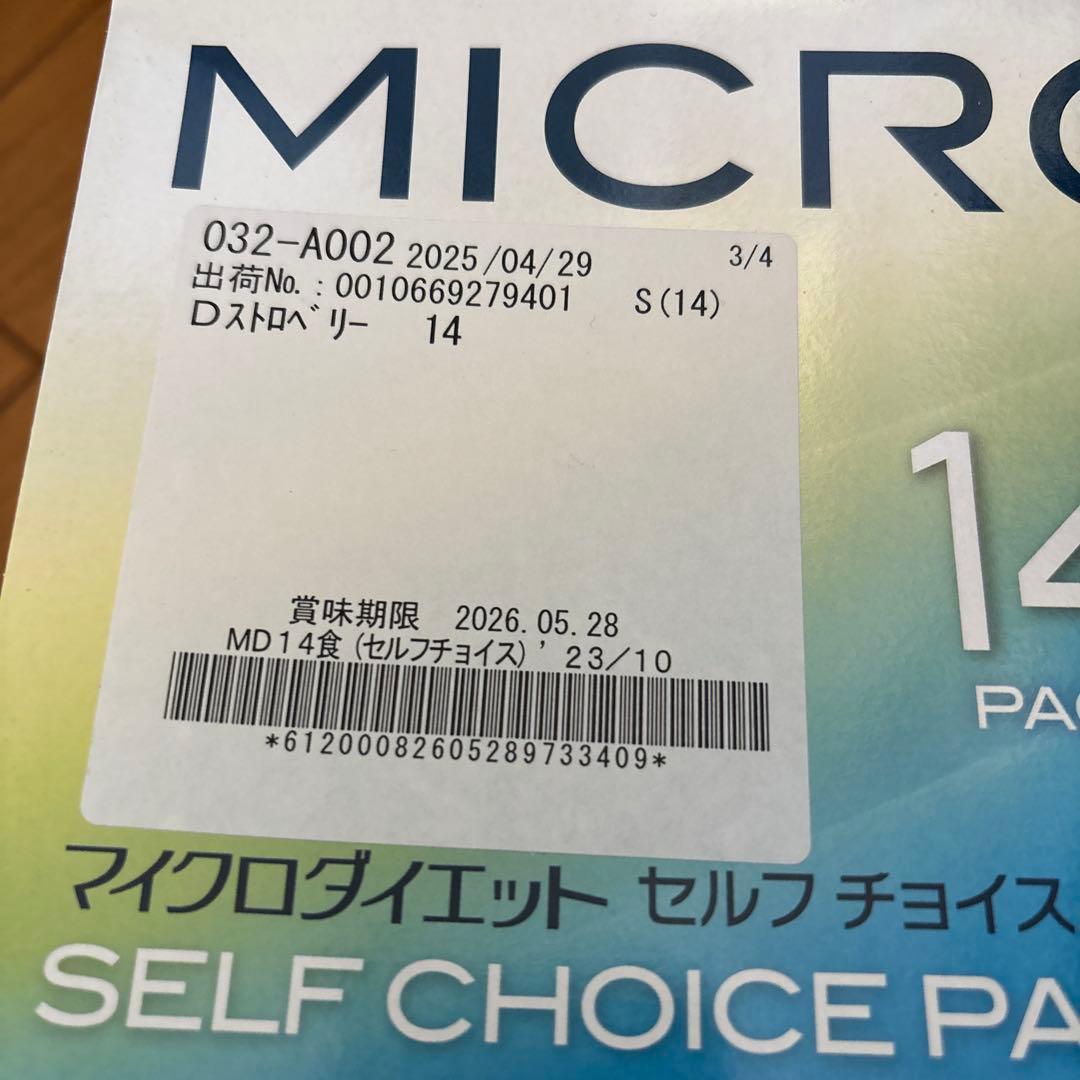 MICRO
032-A002 2025/04/29 3/4
出荷No.:0010669279401 S(14)
Dｽﾄﾛﾍﾞﾘｰ 14
賞味期限 2026.05.28
MD14食(セルフチョイス)'23/10
*61200082605289733409*
14
PAC
マイクロダイエット セルフチョイス
SELF CHOICE PA